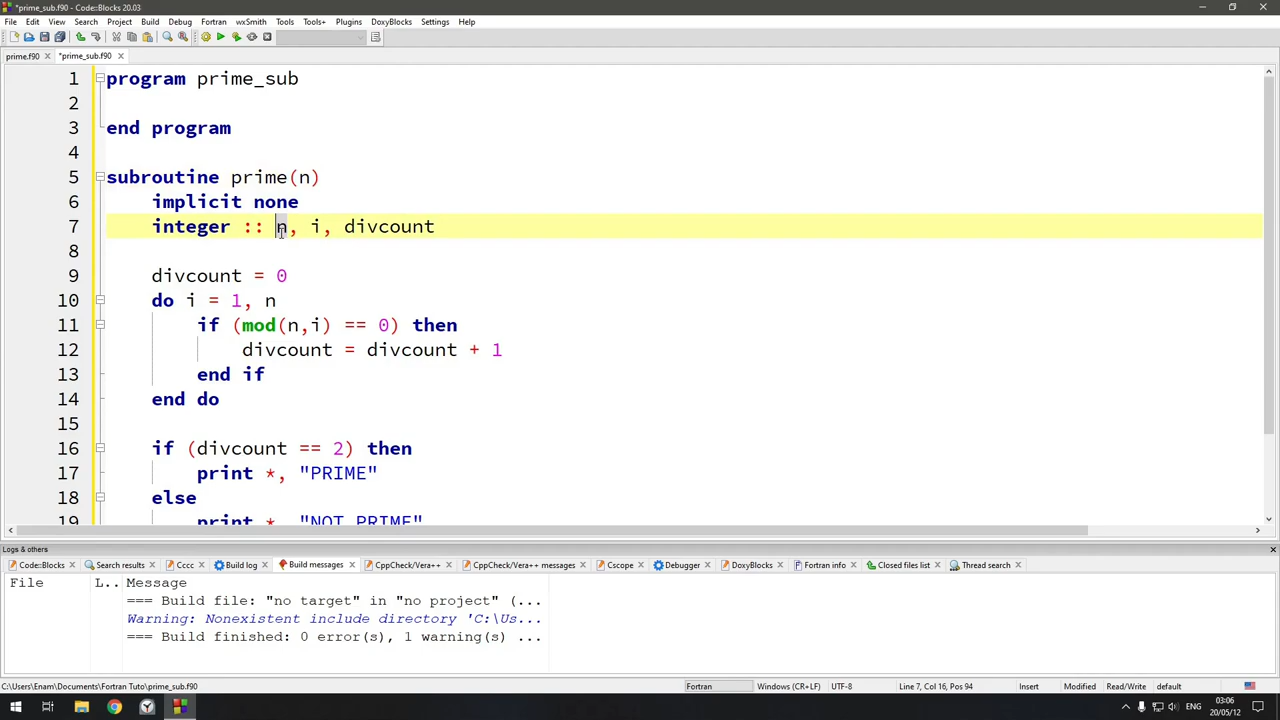 *prime_sub.f90 - Code::Blocks 20.03
File Edit View Search Project Build Debug Fortran wxSmith Tools Tools+ Plugins DoxyBlocks Settings Help
prime.f90 *prime_sub.f90
1 program prime_sub
2
3 end program
4
5 subroutine prime(n)
6 implicit none
7 integer :: n, i, divcount
8
9 divcount = 0
10 do i = 1, n
11 if (mod(n,i) == 0) then
12 divcount = divcount + 1
13 end if
14 end do
15
16 if (divcount == 2) then
17 print *, "PRIME"
18 else
19 print *, "NOT PRIME"
Logs & others
Code::Blocks Search results Cccc Build log Build messages CppCheck/Vera++ CppCheck/Vera++ messages Cscope Debugger DoxyBlocks Fortran info Closed files list Thread search
File L.. Message
=== Build file: "no target" in "no project" (...
Warning: Nonexistent include directory 'C:\Us...
=== Build finished: 0 error(s), 1 warning(s) ...
C:\Users\Enam\Documents\Fortran Tuto\prime_sub.f90 Fortran Windows (CR+LF) UTF-8 Line 7, Col 16, Pos 94 Insert Modified Read/Write default
03:06
20/05/12